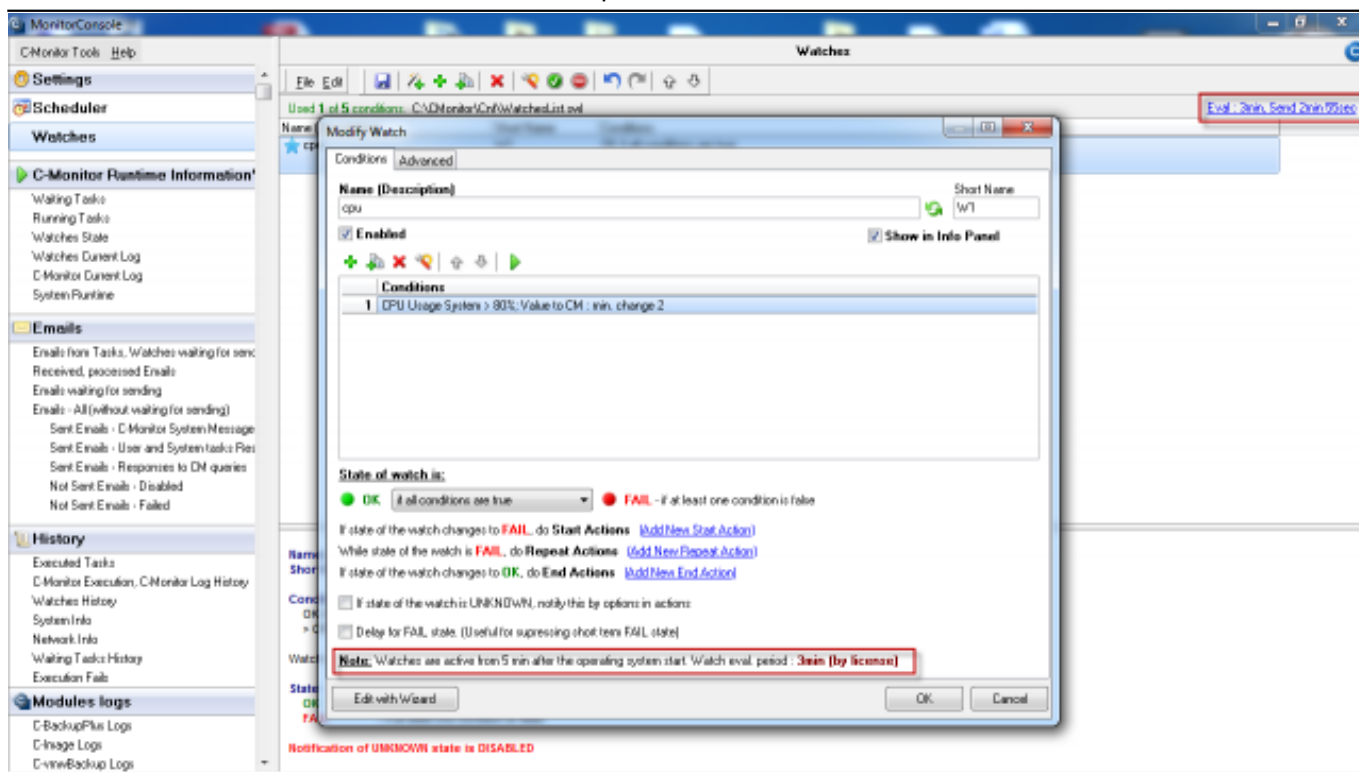 MonitorConsole
C-Monitor Tools Help
Watches
Settings
Scheduler
Watches
C-Monitor Runtime Information
Waiting Tasks
Running Tasks
Watches State
Watches Current Log
C-Monitor Current Log
System Runtime
Emails
Emails from Tasks, Watches waiting for send
Received, processed Emails
Emails waiting for sending
Emails - All (without waiting for sending)
Sent Emails - C-Monitor System Message
Sent Emails - User and System tasks Res
Sent Emails - Responses to CM queries
Not Sent Emails - Disabled
Not Sent Emails - Failed
History
Executed Tasks
C-Monitor Execution, C-Monitor Log History
Watches History
System Info
Network Info
Waiting Tasks History
Execution Fails
Modules logs
C-BackupPlus Logs
C-Image Logs
C-vmwBackup Logs
File Edit
Used 1 of 5 conditions. C:\CMonitor\Cnf\WatchesList.swl
Eval : 3min, Send 2min 55sec
Name
Modify Watch
Conditions Advanced
Name (Description) Short Name
cpu W1
Enabled Show in Info Panel
Conditions
1 CPU Usage System > 80%; Value to CM : min. change 2
State of watch is:
OK if all conditions are true FAIL - if at least one condition is false
If state of the watch changes to FAIL, do Start Actions (Add New Start Action)
While state of the watch is FAIL, do Repeat Actions (Add New Repeat Action)
If state of the watch changes to OK, do End Actions (Add New End Action)
If state of the watch is UNKNOWN, notify this by options in actions
Delay for FAIL state. (Useful for supressing short term FAIL state)
Note: Watches are active from 5 min after the operating system start. Watch eval. period : 3min (by license)
Edit with Wizard OK Cancel
Notification of UNKNOWN state is DISABLED